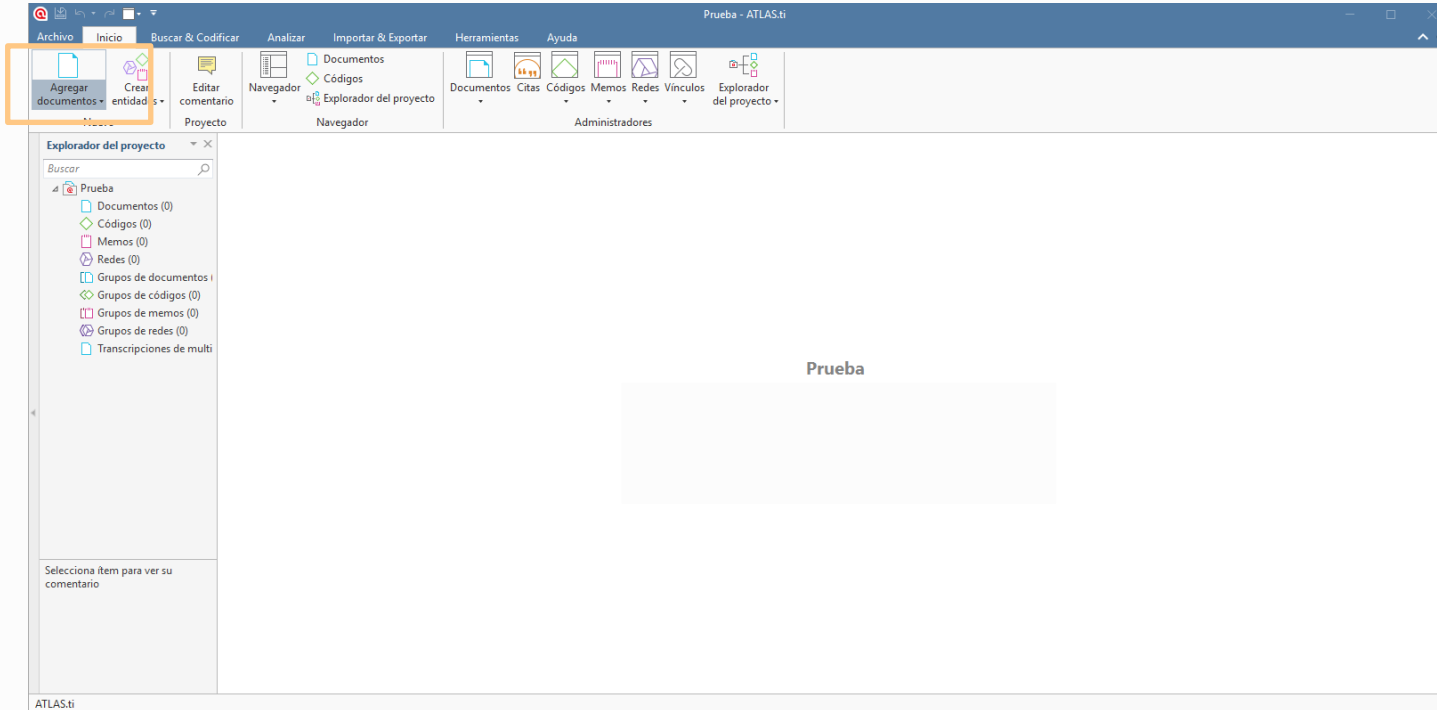 Prueba - ATLAS.ti
Archivo Inicio Buscar & Codificar Analizar Importar & Exportar Herramientas Ayuda
Agregar documentos
Crear entidades
Nuevo
Editar comentario
Proyecto
Navegador
Documentos
Códigos
Explorador del proyecto
Navegador
Documentos Citas Códigos Memos Redes Vínculos
Explorador del proyecto
Administradores
Explorador del proyecto
Buscar
Prueba
Documentos (0)
Códigos (0)
Memos (0)
Redes (0)
Grupos de documentos (
Grupos de códigos (0)
Grupos de memos (0)
Grupos de redes (0)
Transcripciones de multi
Prueba
Selecciona ítem para ver su
comentario
ATLAS.ti